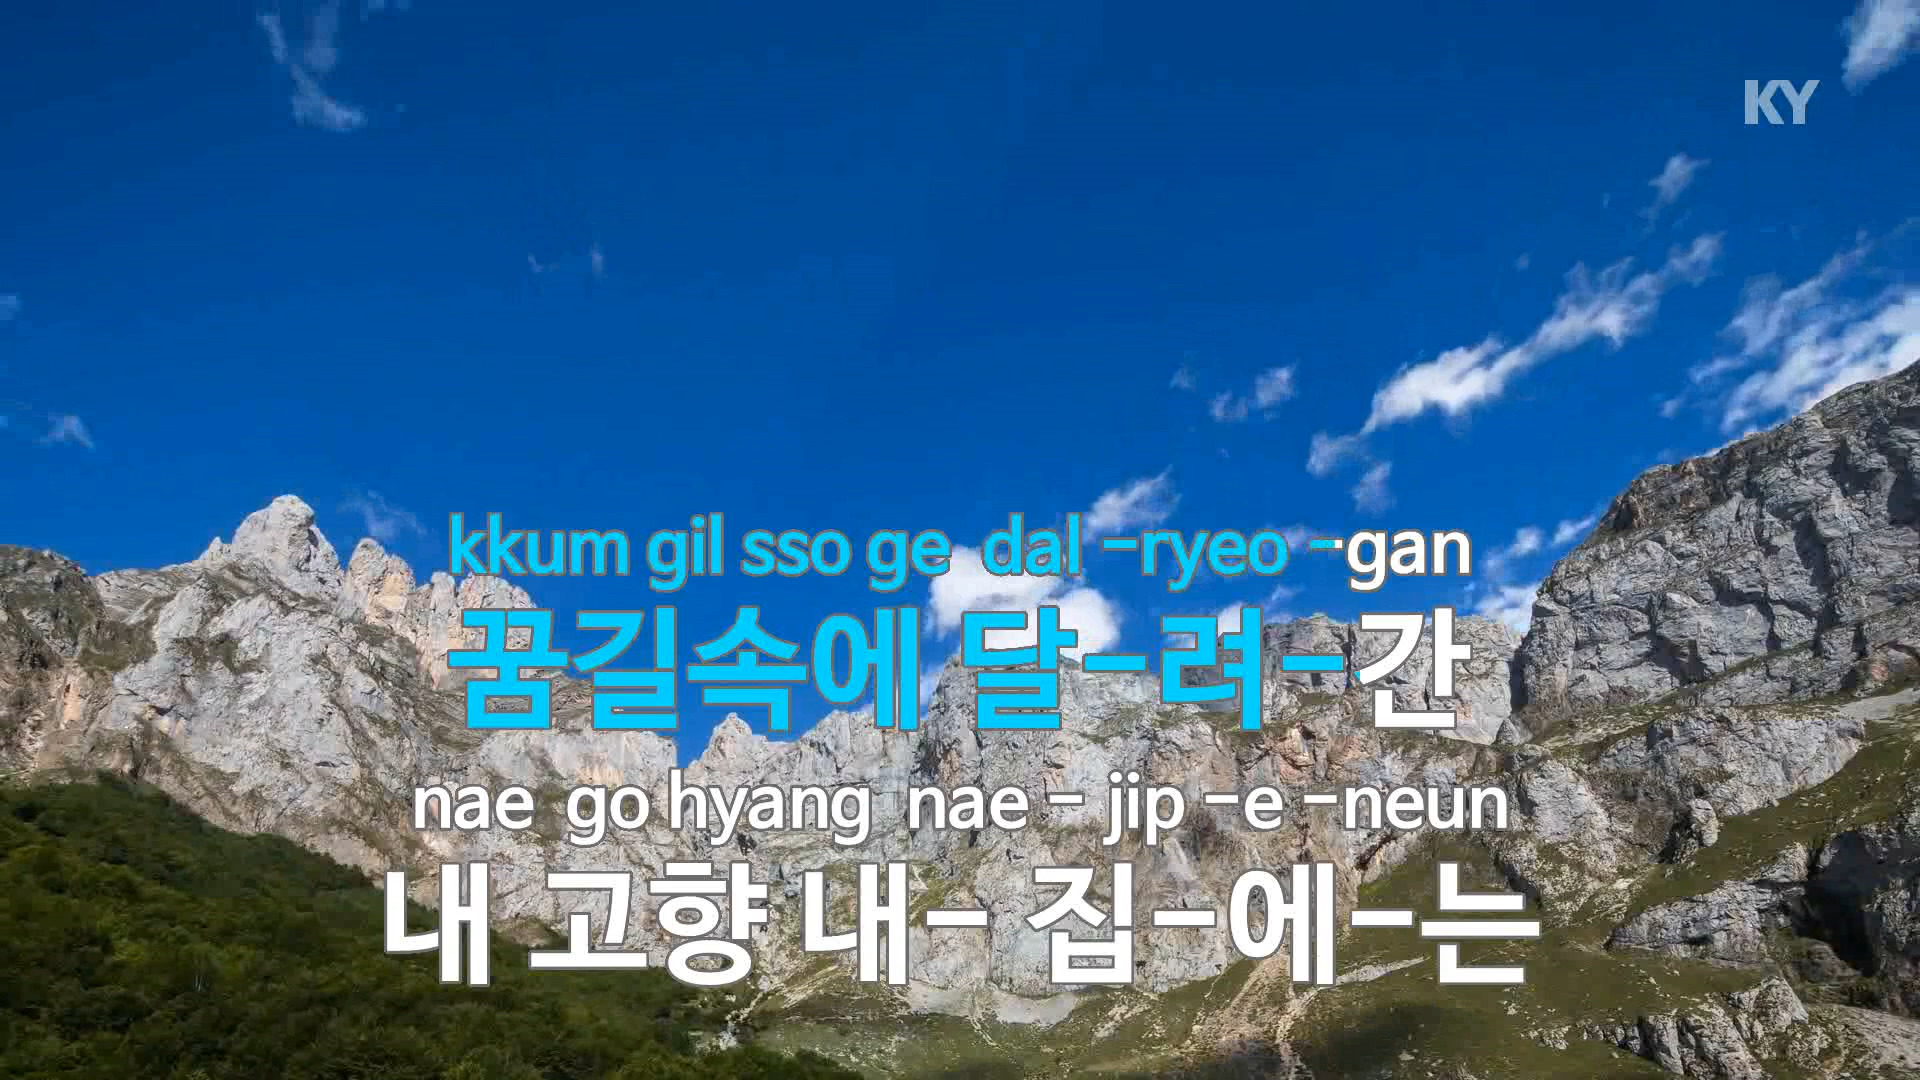 KY
kkum gil sso ge dal -ryeo -gan
꿈길속에 달-려-간
nae go hyang nae - jip -e -neun
내 고향 내- 집-에-는